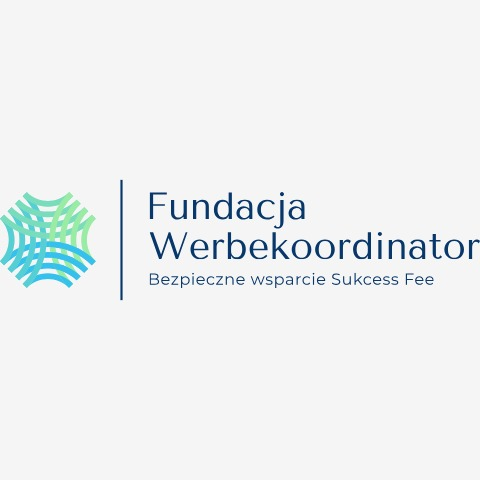 Fundacja
Werbekoordinator
Bezpieczne wsparcie Sukcess Fee